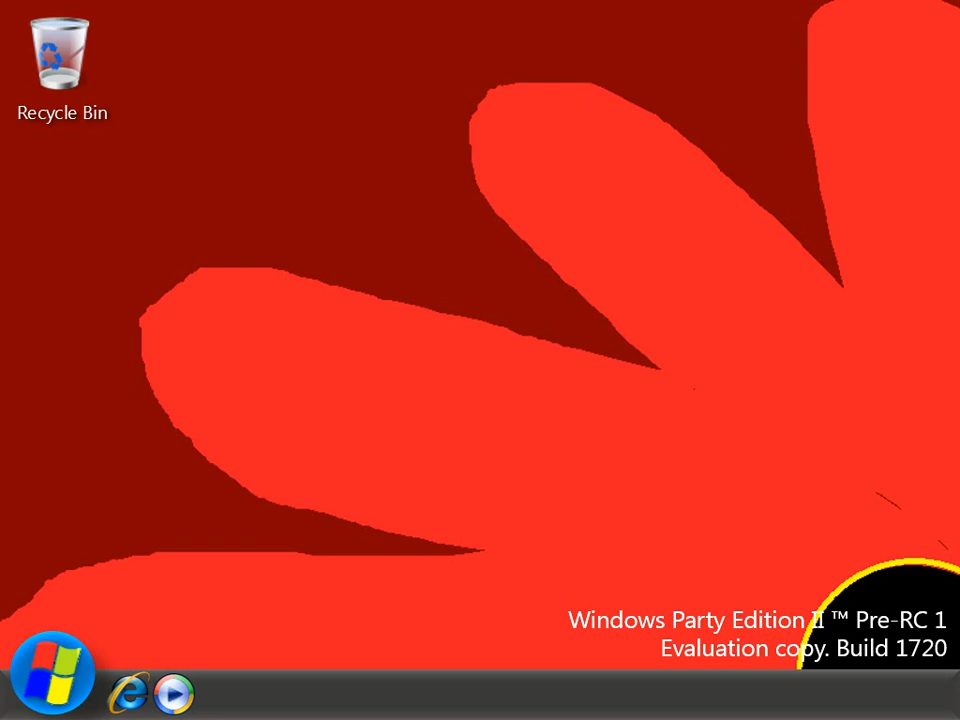 Recycle Bin
Windows Party Edition II ™ Pre-RC 1
Evaluation copy. Build 1720